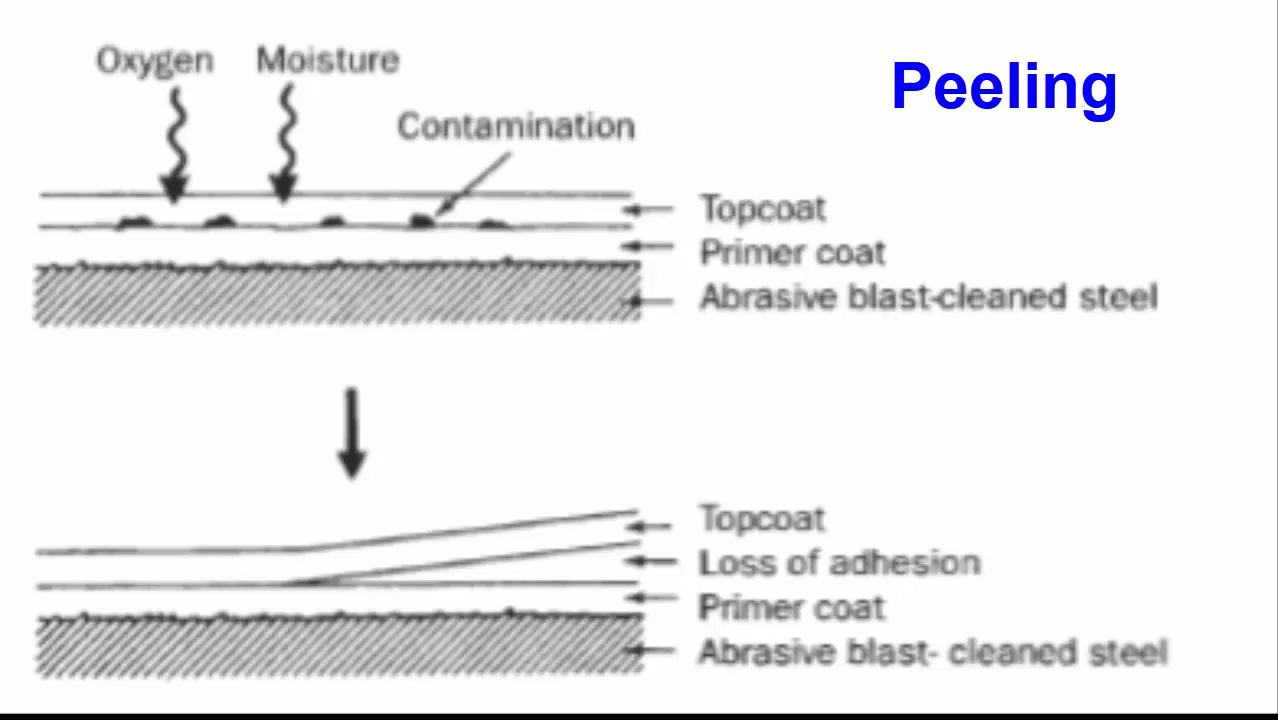 Peeling
Oxygen Moisture
Contamination
Topcoat
Primer coat
Abrasive blast-cleaned steel
Topcoat
Loss of adhesion
Primer coat
Abrasive blast- cleaned steel